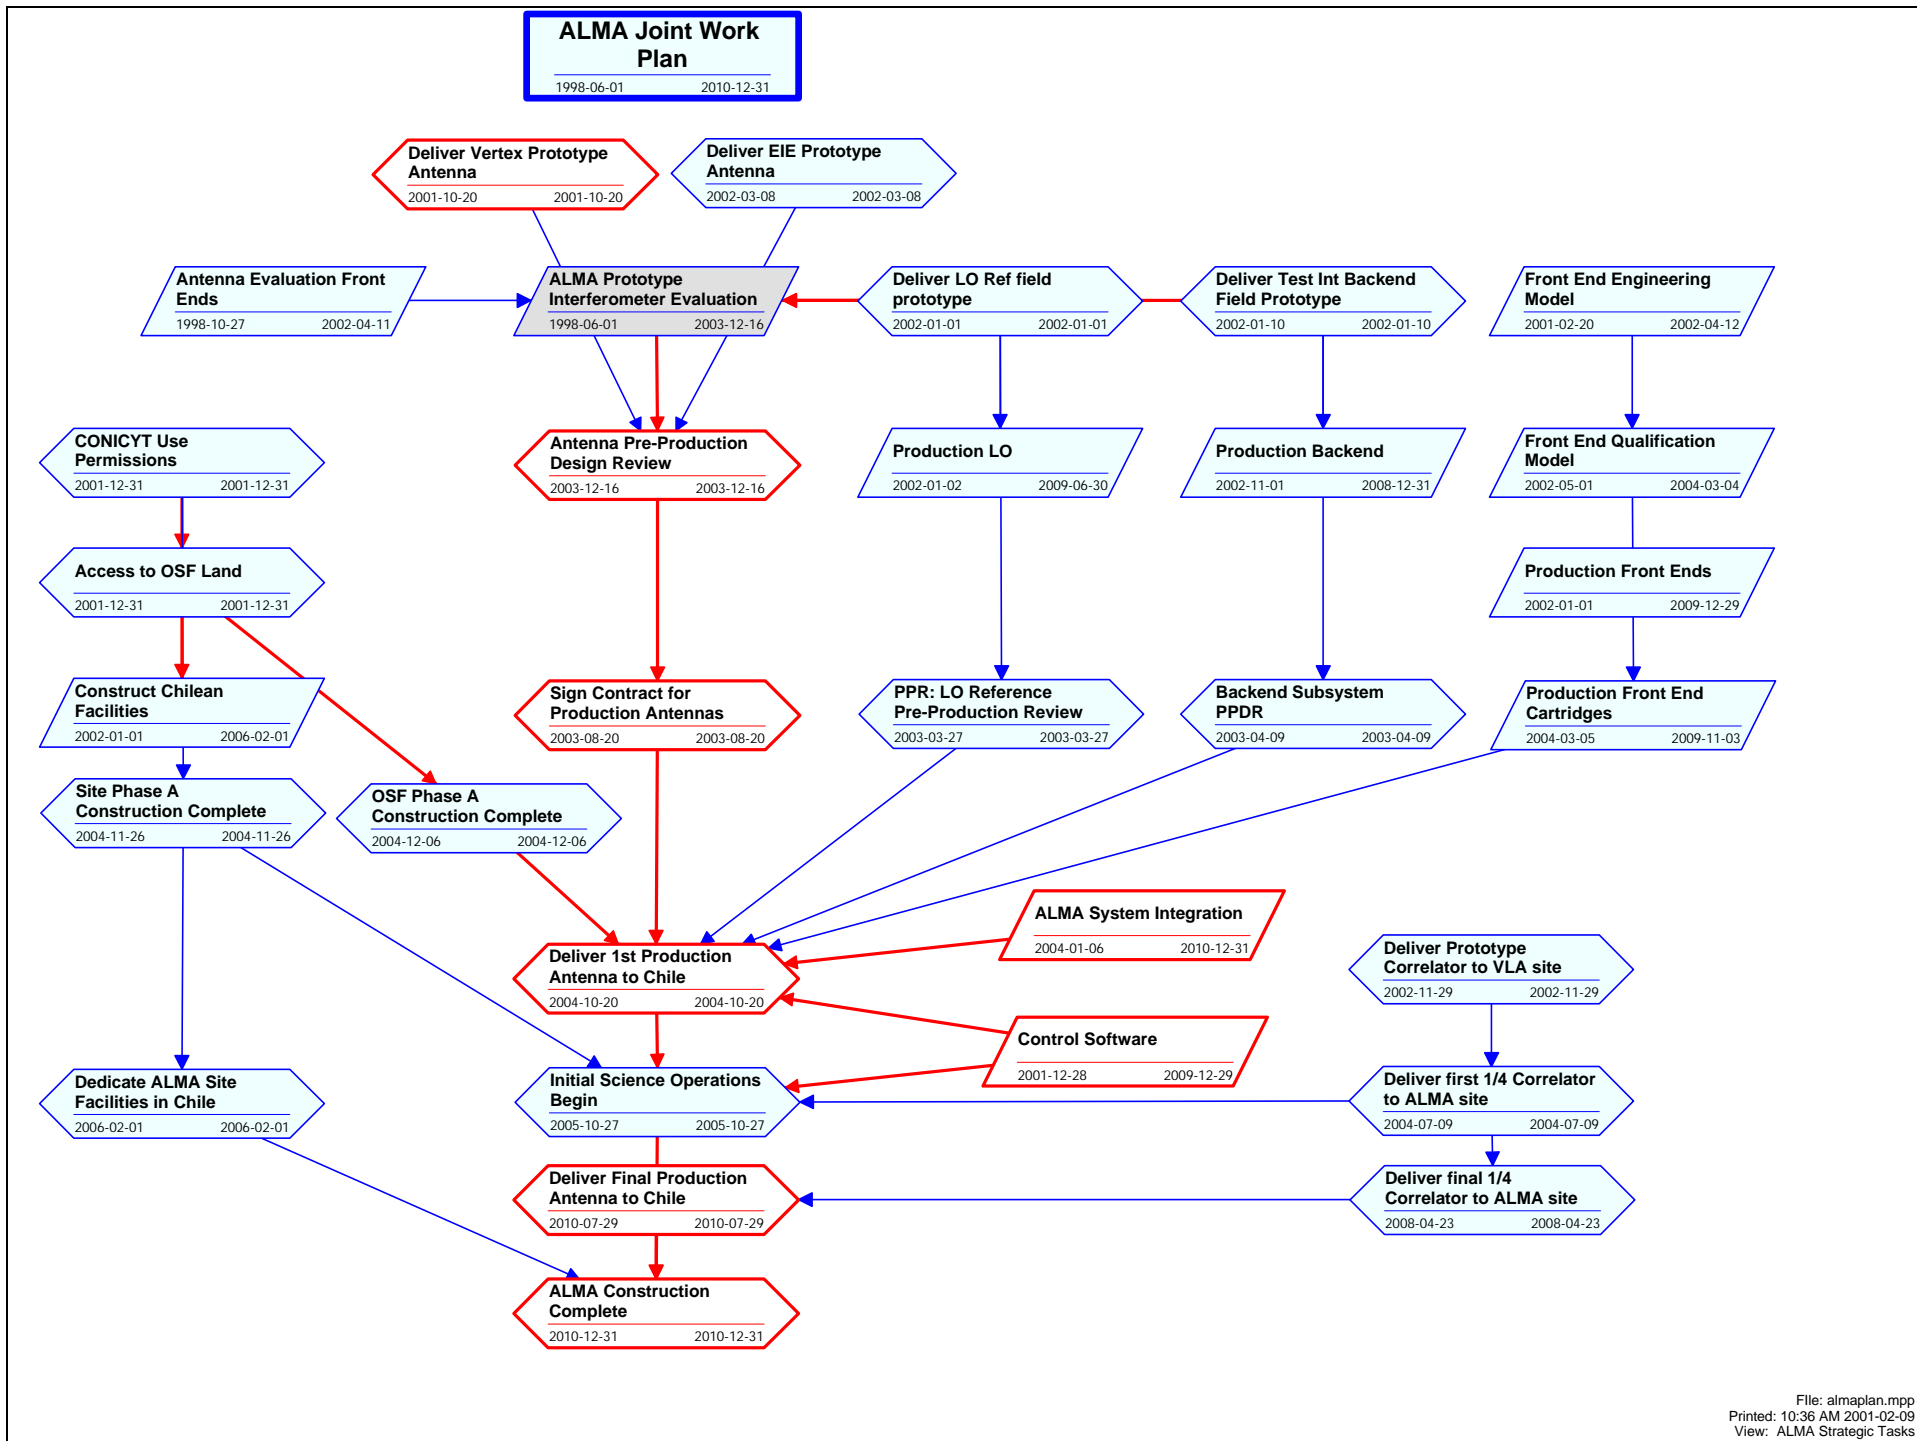 ALMA Joint Work
Plan
1998-06-01 2010-12-31
Deliver Vertex Prototype
Antenna
2001-10-20 2001-10-20
Deliver EIE Prototype
Antenna
2002-03-08 2002-03-08
Antenna Evaluation Front
Ends
1998-10-27 2002-04-11
ALMA Prototype
Interferometer Evaluation
1998-06-01 2003-12-16
Deliver LO Ref field
prototype
2002-01-01 2002-01-01
Deliver Test Int Backend
Field Prototype
2002-01-10 2002-01-10
Front End Engineering
Model
2001-02-20 2002-04-12
CONICYT Use
Permissions
2001-12-31 2001-12-31
Antenna Pre-Production
Design Review
2003-12-16 2003-12-16
Production LO
2002-01-02 2009-06-30
Production Backend
2002-11-01 2008-12-31
Front End Qualification
Model
2002-05-01 2004-03-04
Access to OSF Land
2001-12-31 2001-12-31
Production Front Ends
2002-01-01 2009-12-29
Construct Chilean
Facilities
2002-01-01 2006-02-01
Sign Contract for
Production Antennas
2003-08-20 2003-08-20
PPR: LO Reference
Pre-Production Review
2003-03-27 2003-03-27
Backend Subsystem
PPDR
2003-04-09 2003-04-09
Production Front End
Cartridges
2004-03-05 2009-11-03
Site Phase A
Construction Complete
2004-11-26 2004-11-26
OSF Phase A
Construction Complete
2004-12-06 2004-12-06
ALMA System Integration
2004-01-06 2010-12-31
Deliver 1st Production
Antenna to Chile
2004-10-20 2004-10-20
Deliver Prototype
Correlator to VLA site
2002-11-29 2002-11-29
Control Software
2001-12-28 2009-12-29
Dedicate ALMA Site
Facilities in Chile
2006-02-01 2006-02-01
Initial Science Operations
Begin
2005-10-27 2005-10-27
Deliver first 1/4 Correlator
to ALMA site
2004-07-09 2004-07-09
Deliver Final Production
Antenna to Chile
2010-07-29 2010-07-29
Deliver final 1/4
Correlator to ALMA site
2008-04-23 2008-04-23
ALMA Construction
Complete
2010-12-31 2010-12-31
FIle: almaplan.mpp
Printed: 10:36 AM 2001-02-09
View: ALMA Strategic Tasks